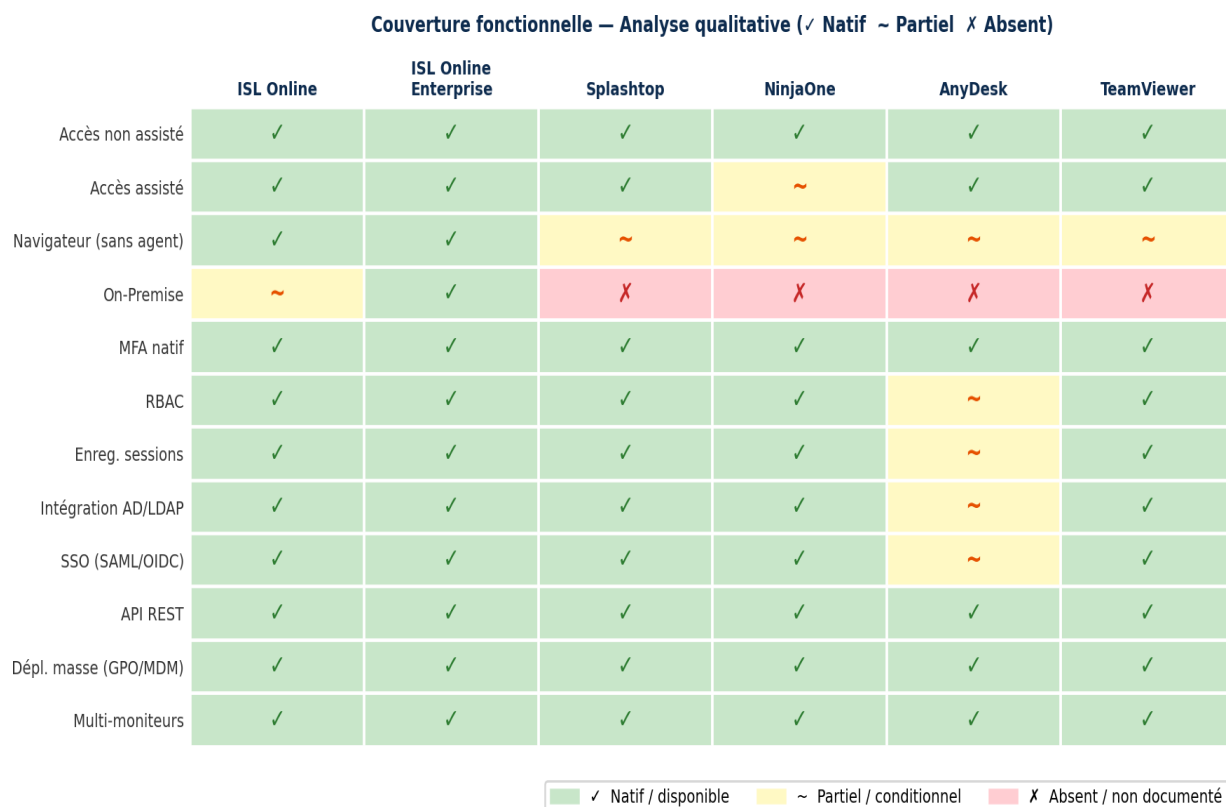 Couverture fonctionnelle — Analyse qualitative (✓ Natif ~ Partiel ✗ Absent)
ISL Online ISL Online Enterprise Splashtop NinjaOne AnyDesk TeamViewer
Accès non assisté ✓ ✓ ✓ ✓ ✓ ✓
Accès assisté ✓ ✓ ✓ ~ ✓ ✓
Navigateur (sans agent) ✓ ✓ ~ ~ ~ ~
On-Premise ~ ✓ ✗ ✗ ✗ ✗
MFA natif ✓ ✓ ✓ ✓ ✓ ✓
RBAC ✓ ✓ ✓ ✓ ~ ✓
Enreg. sessions ✓ ✓ ✓ ✓ ~ ✓
Intégration AD/LDAP ✓ ✓ ✓ ✓ ~ ✓
SSO (SAML/OIDC) ✓ ✓ ✓ ✓ ~ ✓
API REST ✓ ✓ ✓ ✓ ✓ ✓
Dépl. masse (GPO/MDM) ✓ ✓ ✓ ✓ ✓ ✓
Multi-moniteurs ✓ ✓ ✓ ✓ ✓ ✓
✓ Natif / disponible ~ Partiel / conditionnel ✗ Absent / non documenté